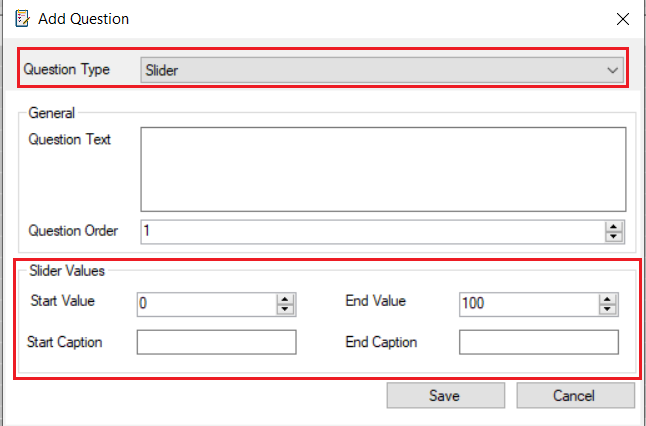 Add Question
Question Type Slider
General
Question Text
Question Order 1
Slider Values
Start Value 0 End Value 100
Start Caption End Caption
Save Cancel